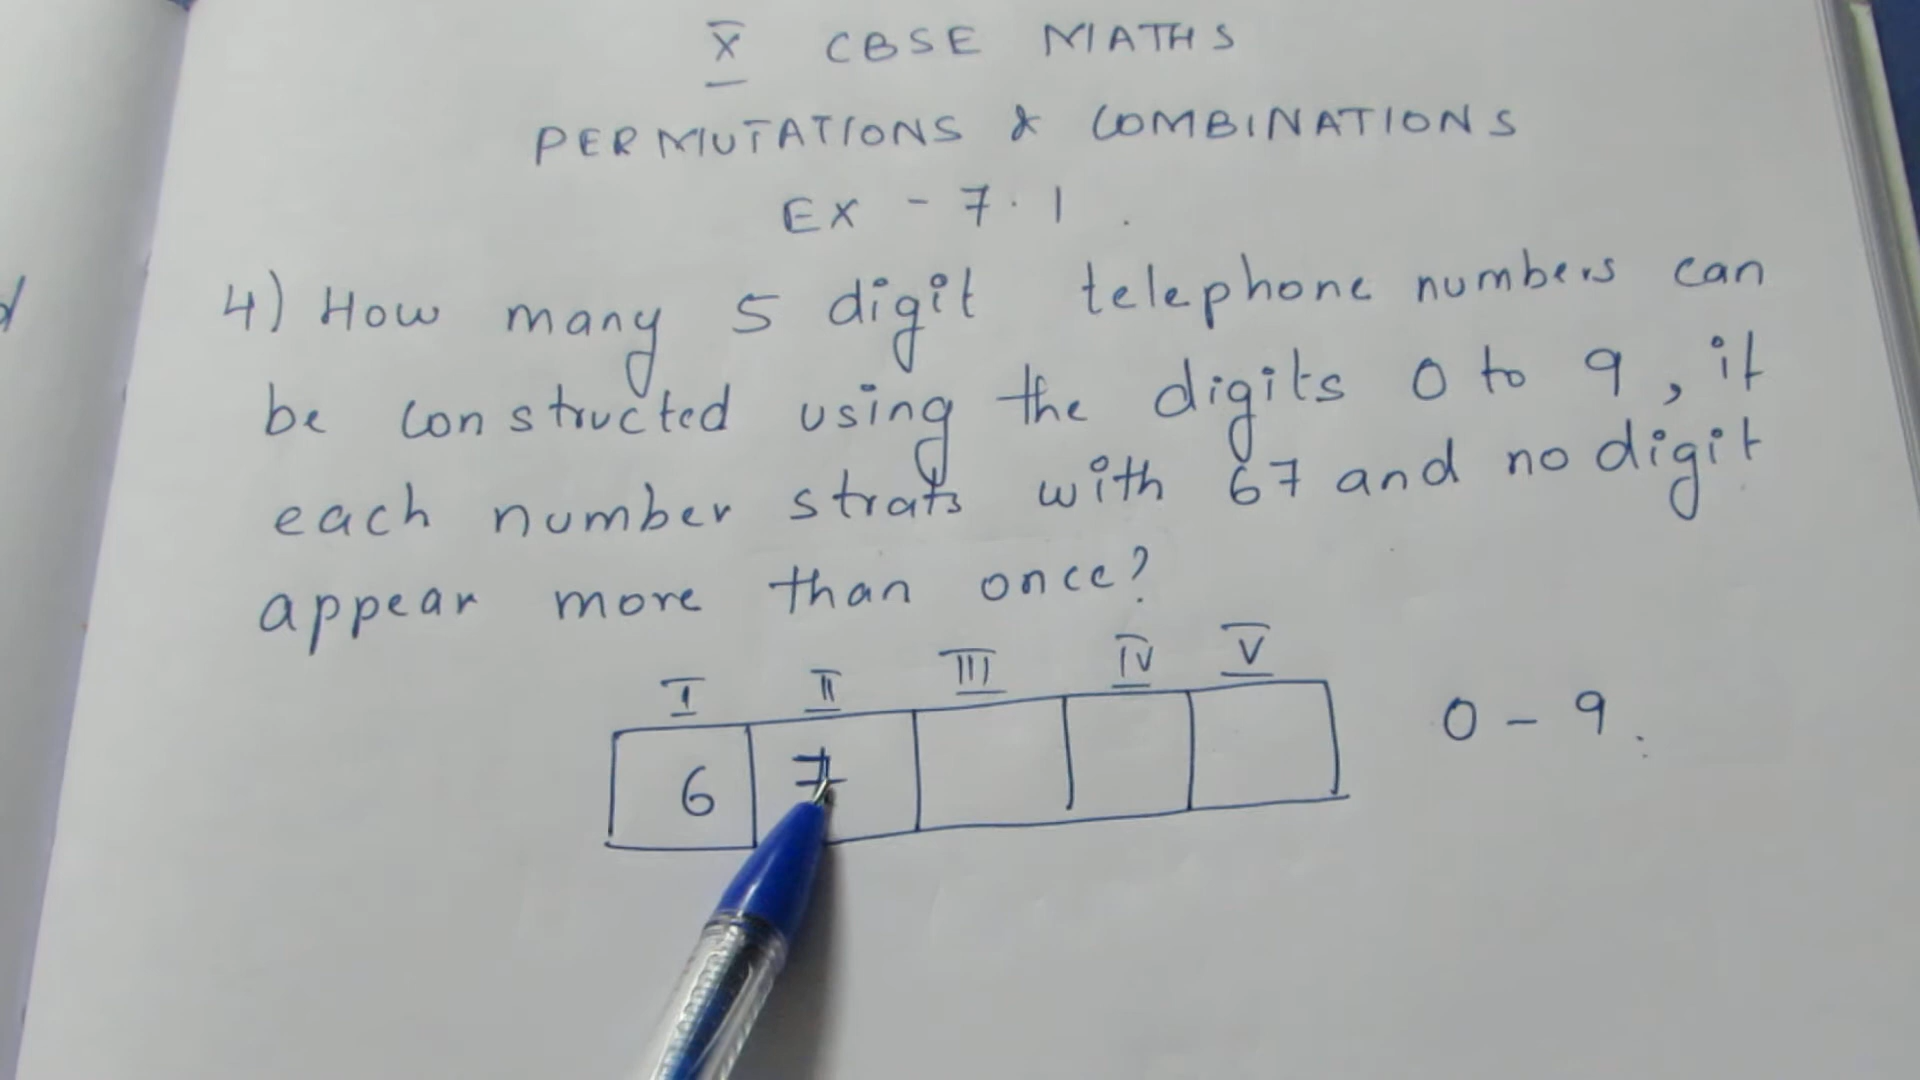 X CBSE MATHS
PERMUTATIONS & COMBINATIONS
EX - 7.1.
4) How many 5 digit telephone numbers can
be constructed using the digits 0 to 9, if
each number strats with 67 and no digit
appear more than once?
I II III IV V
6 7 0 - 9.